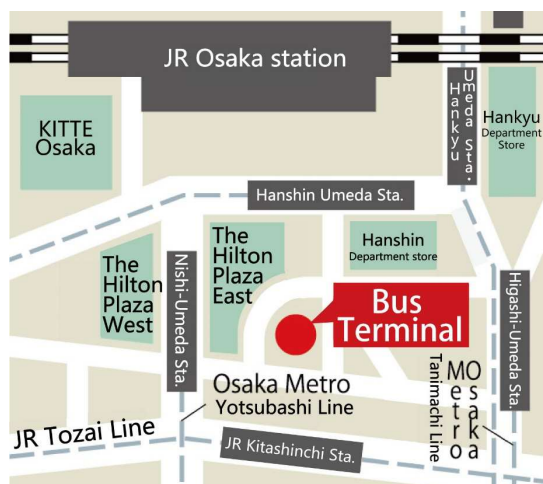 JR Osaka station
KITTE
Osaka
Hankyu
Umeda Sta.
Hankyu
Department
Store
Hanshin Umeda Sta.
The
Hilton
Plaza
West
Nishi-Umeda Sta.
The
Hilton
Plaza
East
Hanshin
Department store
Bus
Terminal
Higashi-Umeda Sta.
Osaka Metro
Yotsubashi Line
Osaka
Metro
Tanimachi Line
JR Tozai Line
JR Kitashinchi Sta.